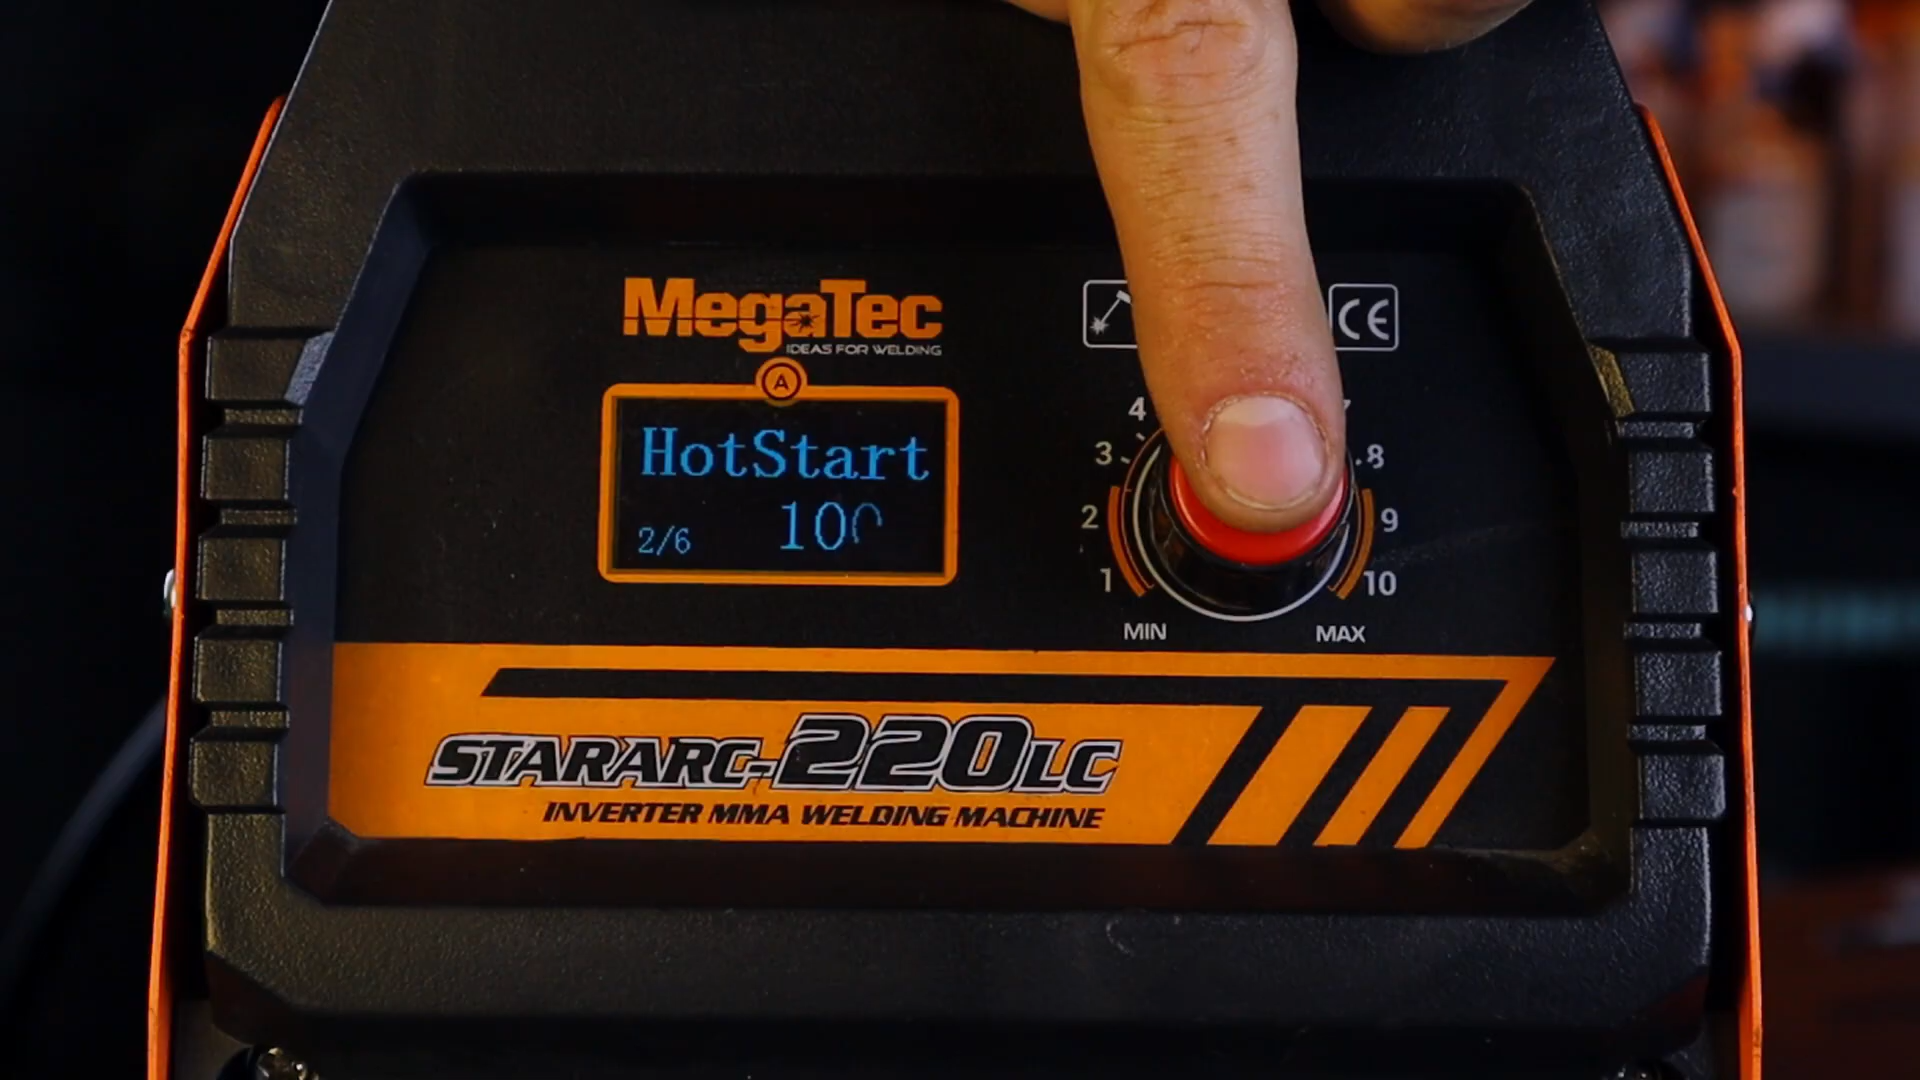 MegaTec
IDEAS FOR WELDING
A
CE
HotStart
2/6
4
3
2
1
8
9
10
MIN
MAX
STARARC-220LC
INVERTER MMA WELDING MACHINE